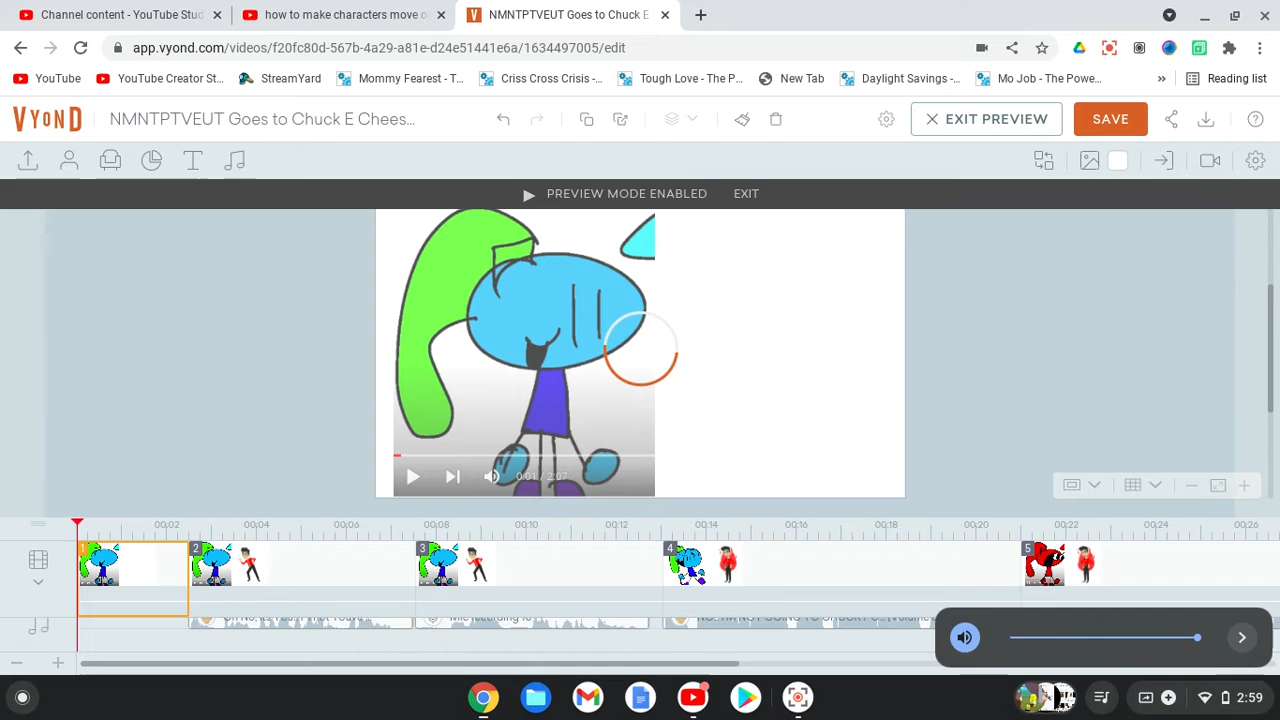 Channel content - YouTube Stud
how to make characters move o
NMNTPTVEUT Goes to Chuck E
app.vyond.com/videos/f20fc80d-567b-4a29-a81e-d24e51441e6a/1634497005/edit
YouTube
YouTube Creator St...
StreamYard
Mommy Fearest - T...
Criss Cross Crisis -...
Tough Love - The P...
New Tab
Daylight Savings -...
Mo Job - The Powe...
»
Reading list
VYOND
NMNTPTVEUT Goes to Chuck E Chees...
EXIT PREVIEW
SAVE
PREVIEW MODE ENABLED
EXIT
0:01 / 2:07
00:02 00:04 00:06 00:08 00:10 00:12 00:14 00:16 00:18 00:20 00:22 00:24 00:26
1 2 3 4 5
2:59